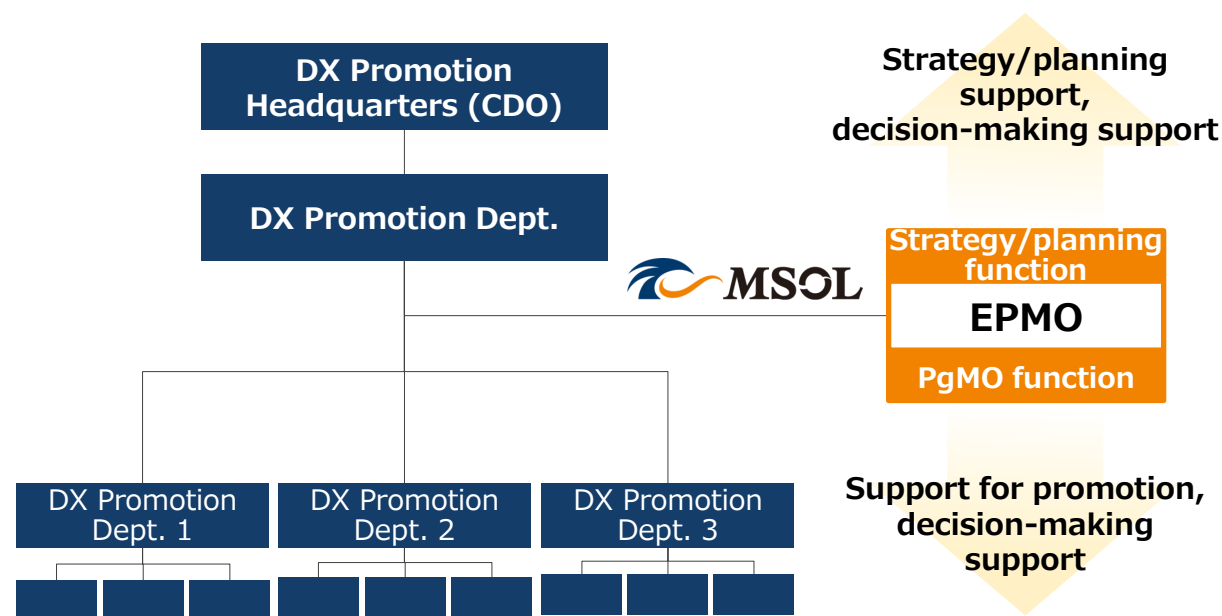 DX Promotion
Headquarters (CDO)
DX Promotion Dept.
Strategy/planning
support,
decision-making support
MSOL
Strategy/planning
function
EPMO
PgMO function
DX Promotion
Dept. 1
DX Promotion
Dept. 2
DX Promotion
Dept. 3
Support for promotion,
decision-making
support